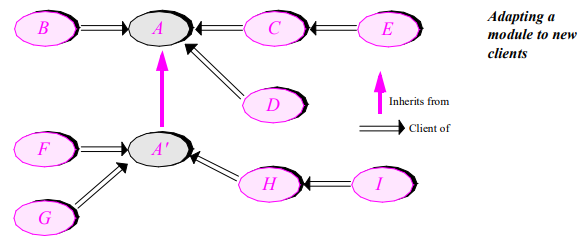 B
A
C
E
Adapting a
module to new
clients
D
Inherits from
Client of
F
A'
H
I
G